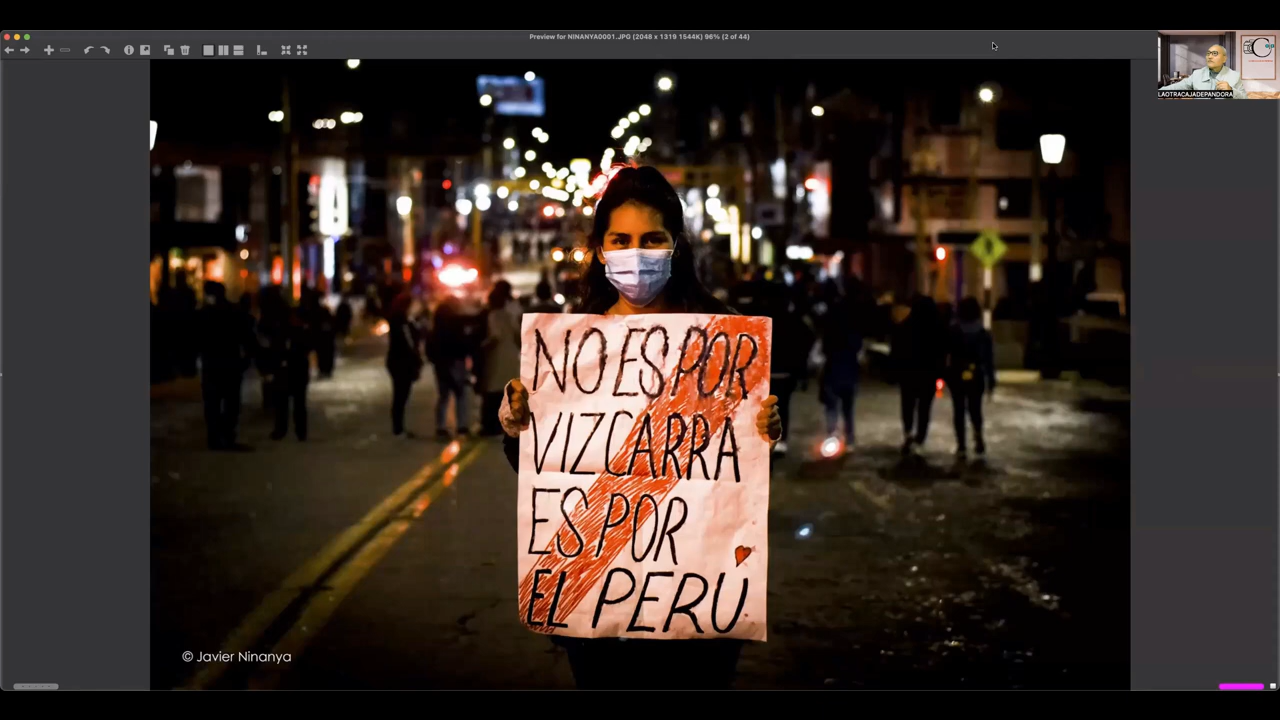 Preview for NINANYA0001.JPG (2048 x 1319 1544K) 96% (2 of 44)
LAOTRACAJADEPANDORA
NO ES POR
VIZCARRA
ES POR
EL PERU
© Javier Ninanya